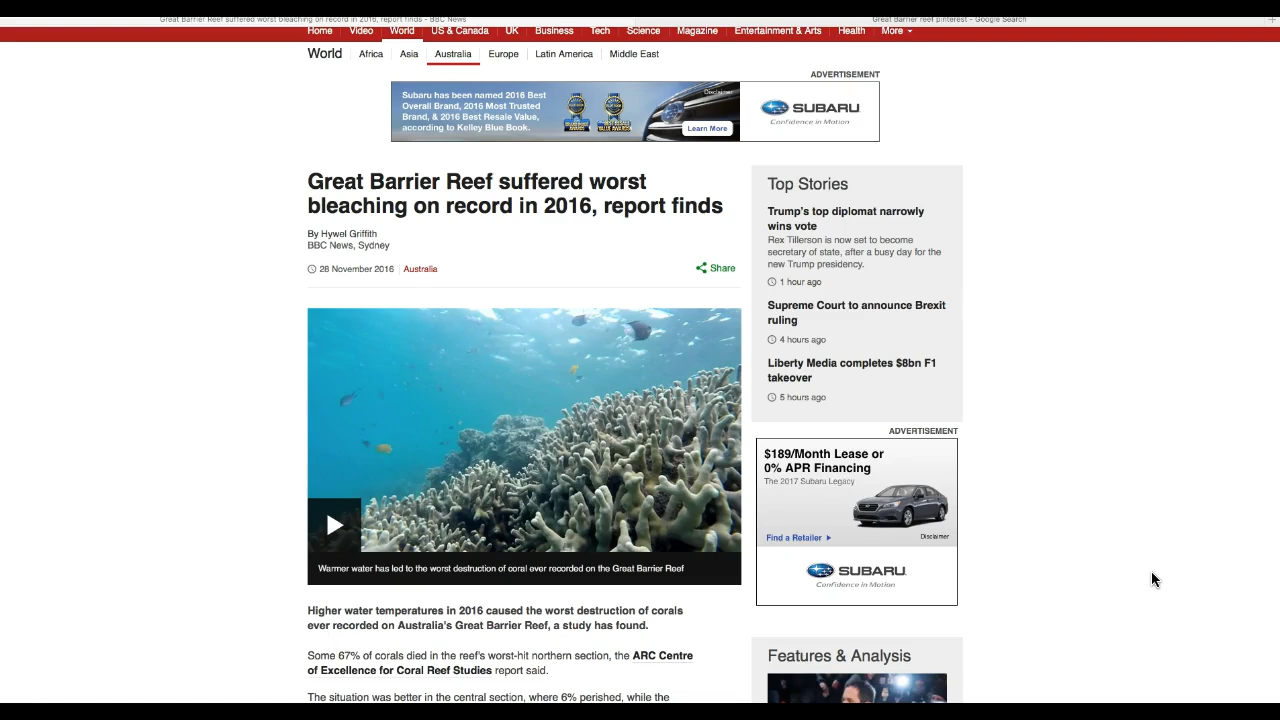 Great Barrier Reef suffered worst bleaching on record in 2016, report finds - BBC News
Great Barrier reef pinterest - Google Search
Home Video World US & Canada UK Business Tech Science Magazine Entertainment & Arts Health More
World Africa Asia Australia Europe Latin America Middle East
ADVERTISEMENT
Subaru has been named 2016 Best
Overall Brand, 2016 Most Trusted
Brand, & 2016 Best Resale Value,
according to Kelley Blue Book.
Disclaimer
Learn More
SUBARU
Confidence in Motion
Great Barrier Reef suffered worst
bleaching on record in 2016, report finds
By Hywel Griffith
BBC News, Sydney
28 November 2016 Australia
Share
Warmer water has led to the worst destruction of coral ever recorded on the Great Barrier Reef
Higher water temperatures in 2016 caused the worst destruction of corals
ever recorded on Australia's Great Barrier Reef, a study has found.
Some 67% of corals died in the reef's worst-hit northern section, the ARC Centre
of Excellence for Coral Reef Studies report said.
The situation was better in the central section, where 6% perished, while the
Top Stories
Trump's top diplomat narrowly
wins vote
Rex Tillerson is now set to become
secretary of state, after a busy day for the
new Trump presidency.
1 hour ago
Supreme Court to announce Brexit
ruling
4 hours ago
Liberty Media completes $8bn F1
takeover
5 hours ago
ADVERTISEMENT
$189/Month Lease or
0% APR Financing
The 2017 Subaru Legacy
Find a Retailer
Disclaimer
SUBARU
Confidence in Motion
Features & Analysis